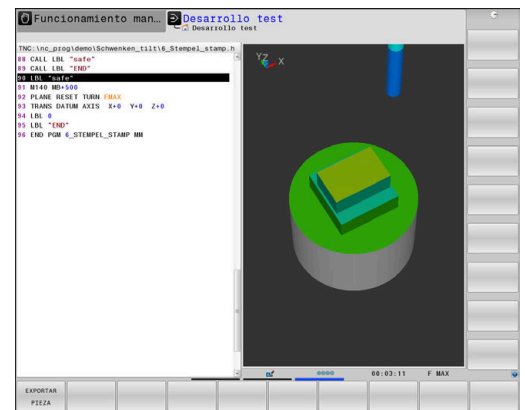 Funcionamiento man...
Desarrollo test
Desarrollo test
TNC:\nc_prog\demo\Schwenken_tilt\6_Stempel_stamp.h
88 CALL LBL "safe"
89 CALL LBL "END"
90 LBL "safe"
91 M140 MB+500
92 PLANE RESET TURN FMAX
93 TRANS DATUM AXIS X+0 Y+0 Z+0
94 LBL 0
95 LBL "END"
96 END PGM 6_STEMPEL_STAMP MM
YZ X
0000 00:03:11 F MAX
EXPORTAR
PIEZA